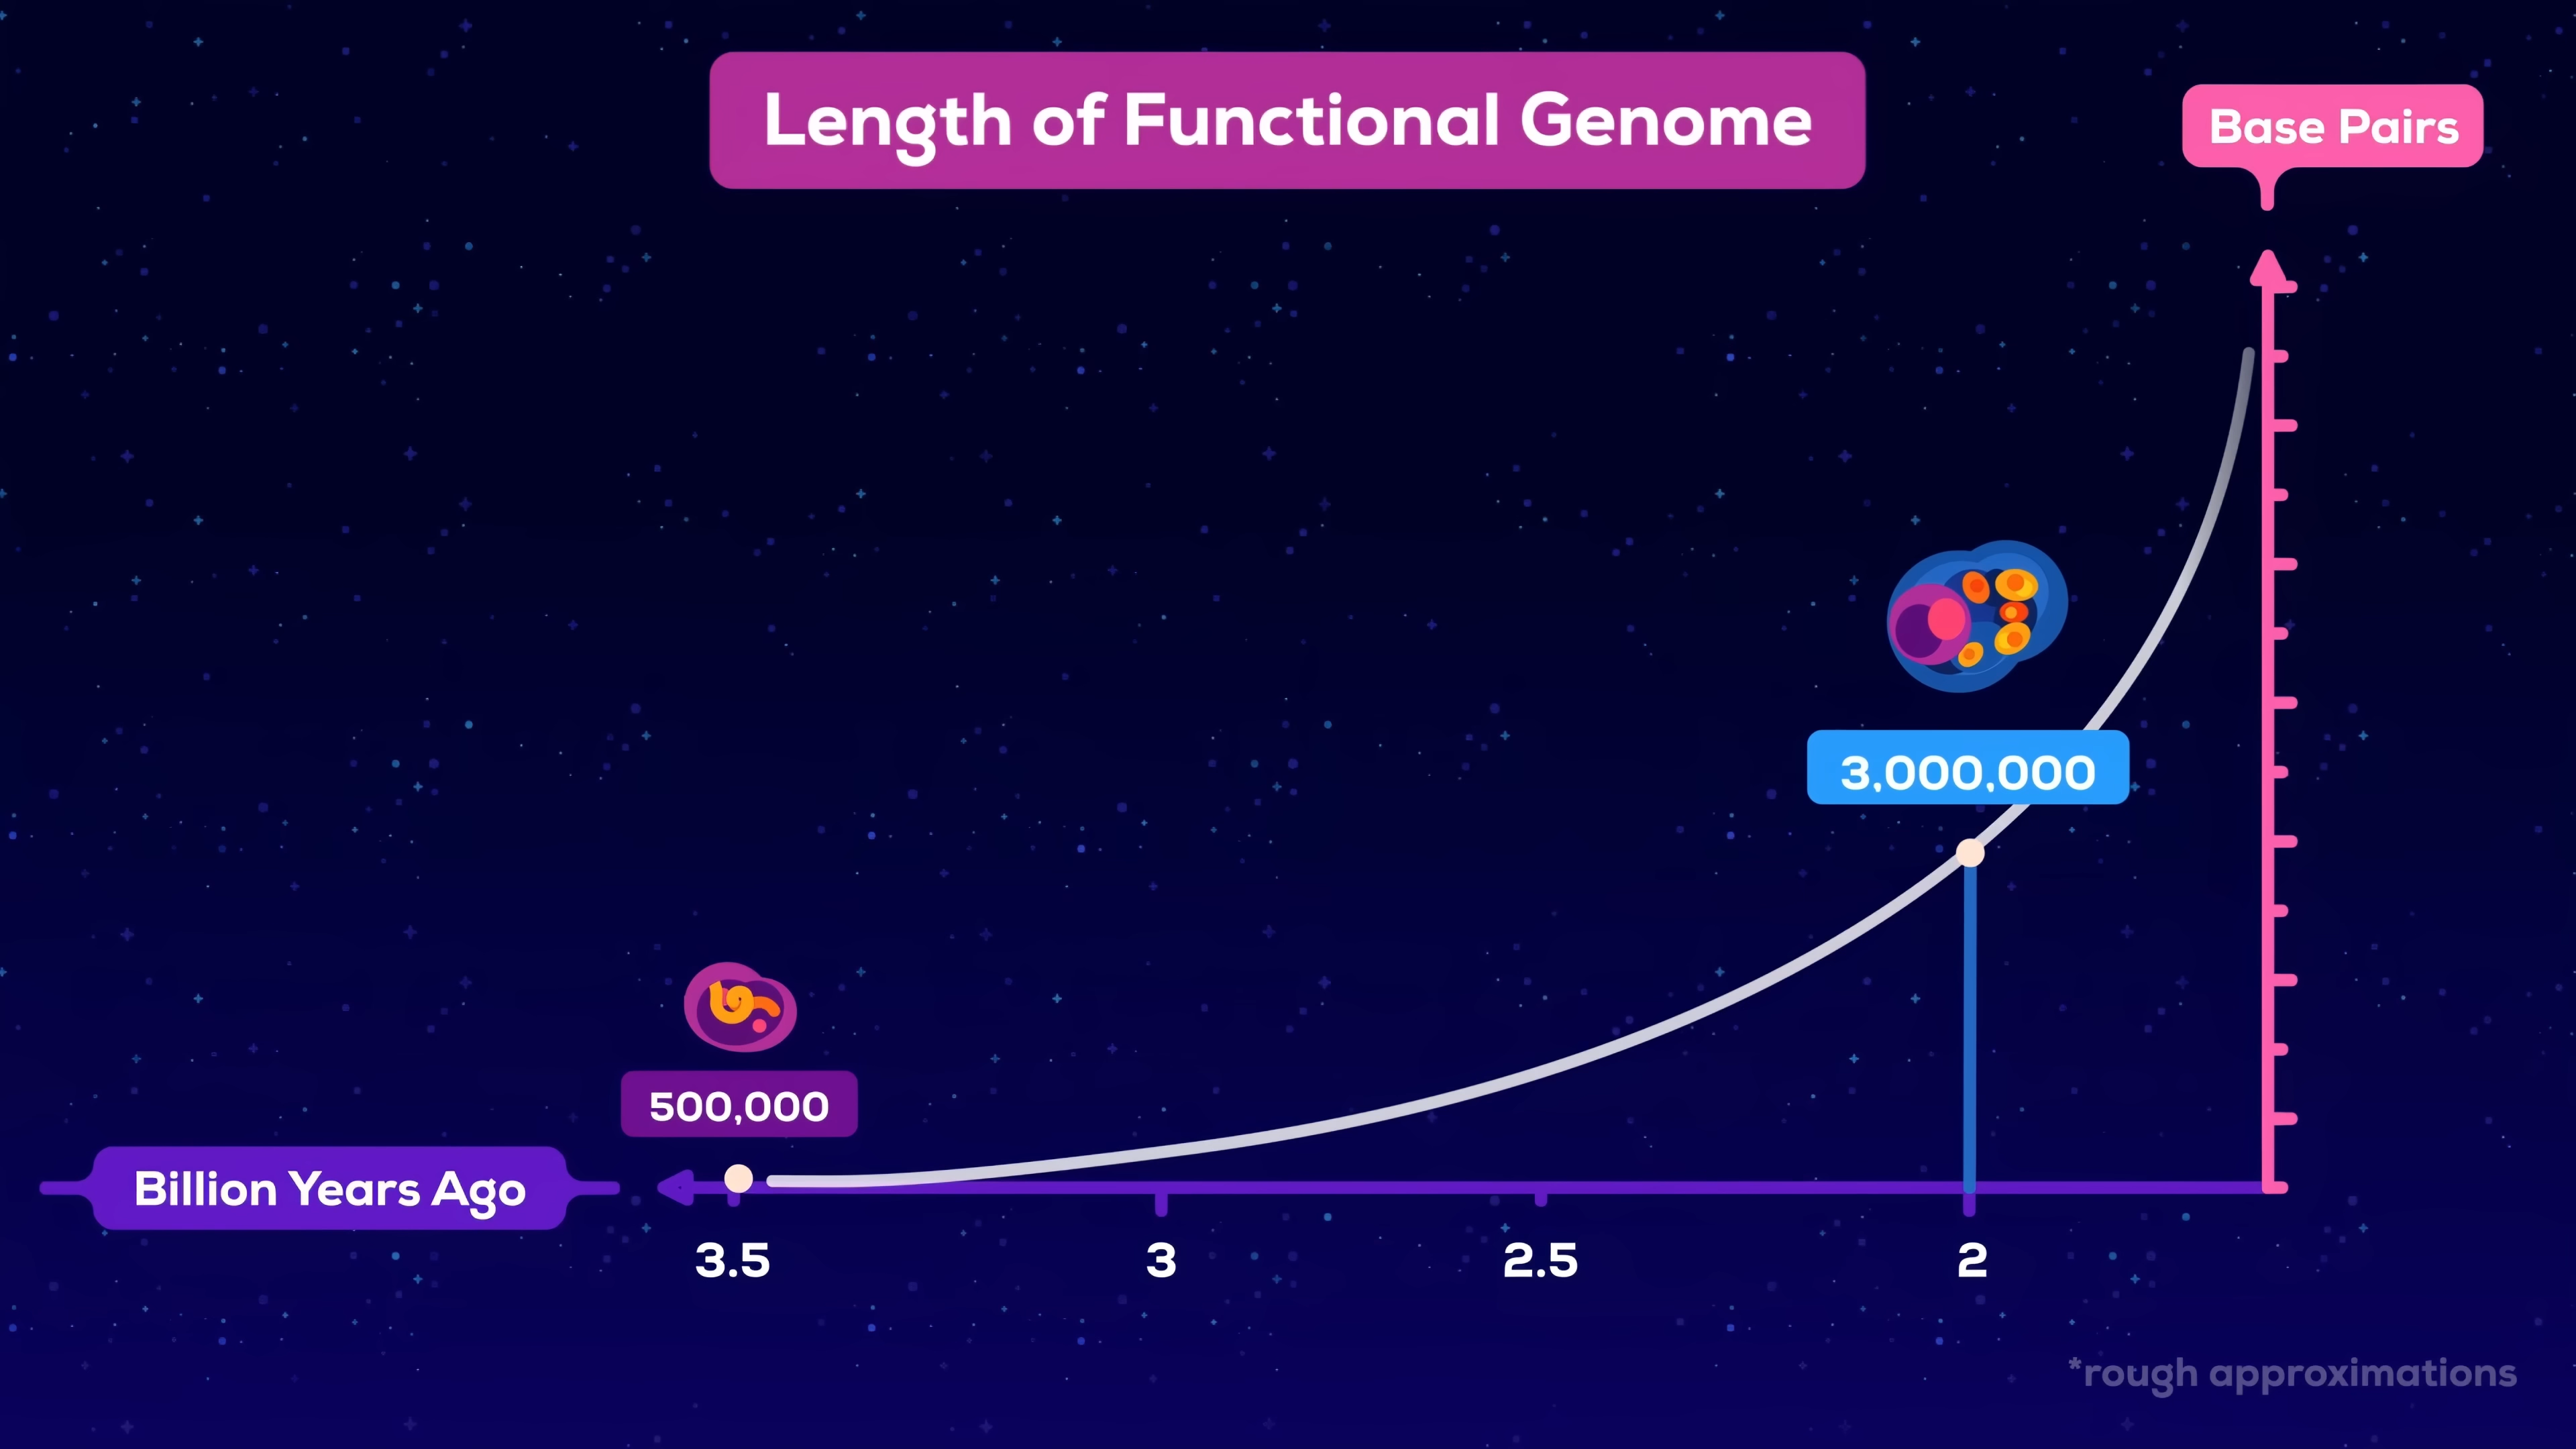 Length of Functional Genome
Base Pairs
3,000,000
500,000
Billion Years Ago
3.5
3
2.5
2
*rough approximations